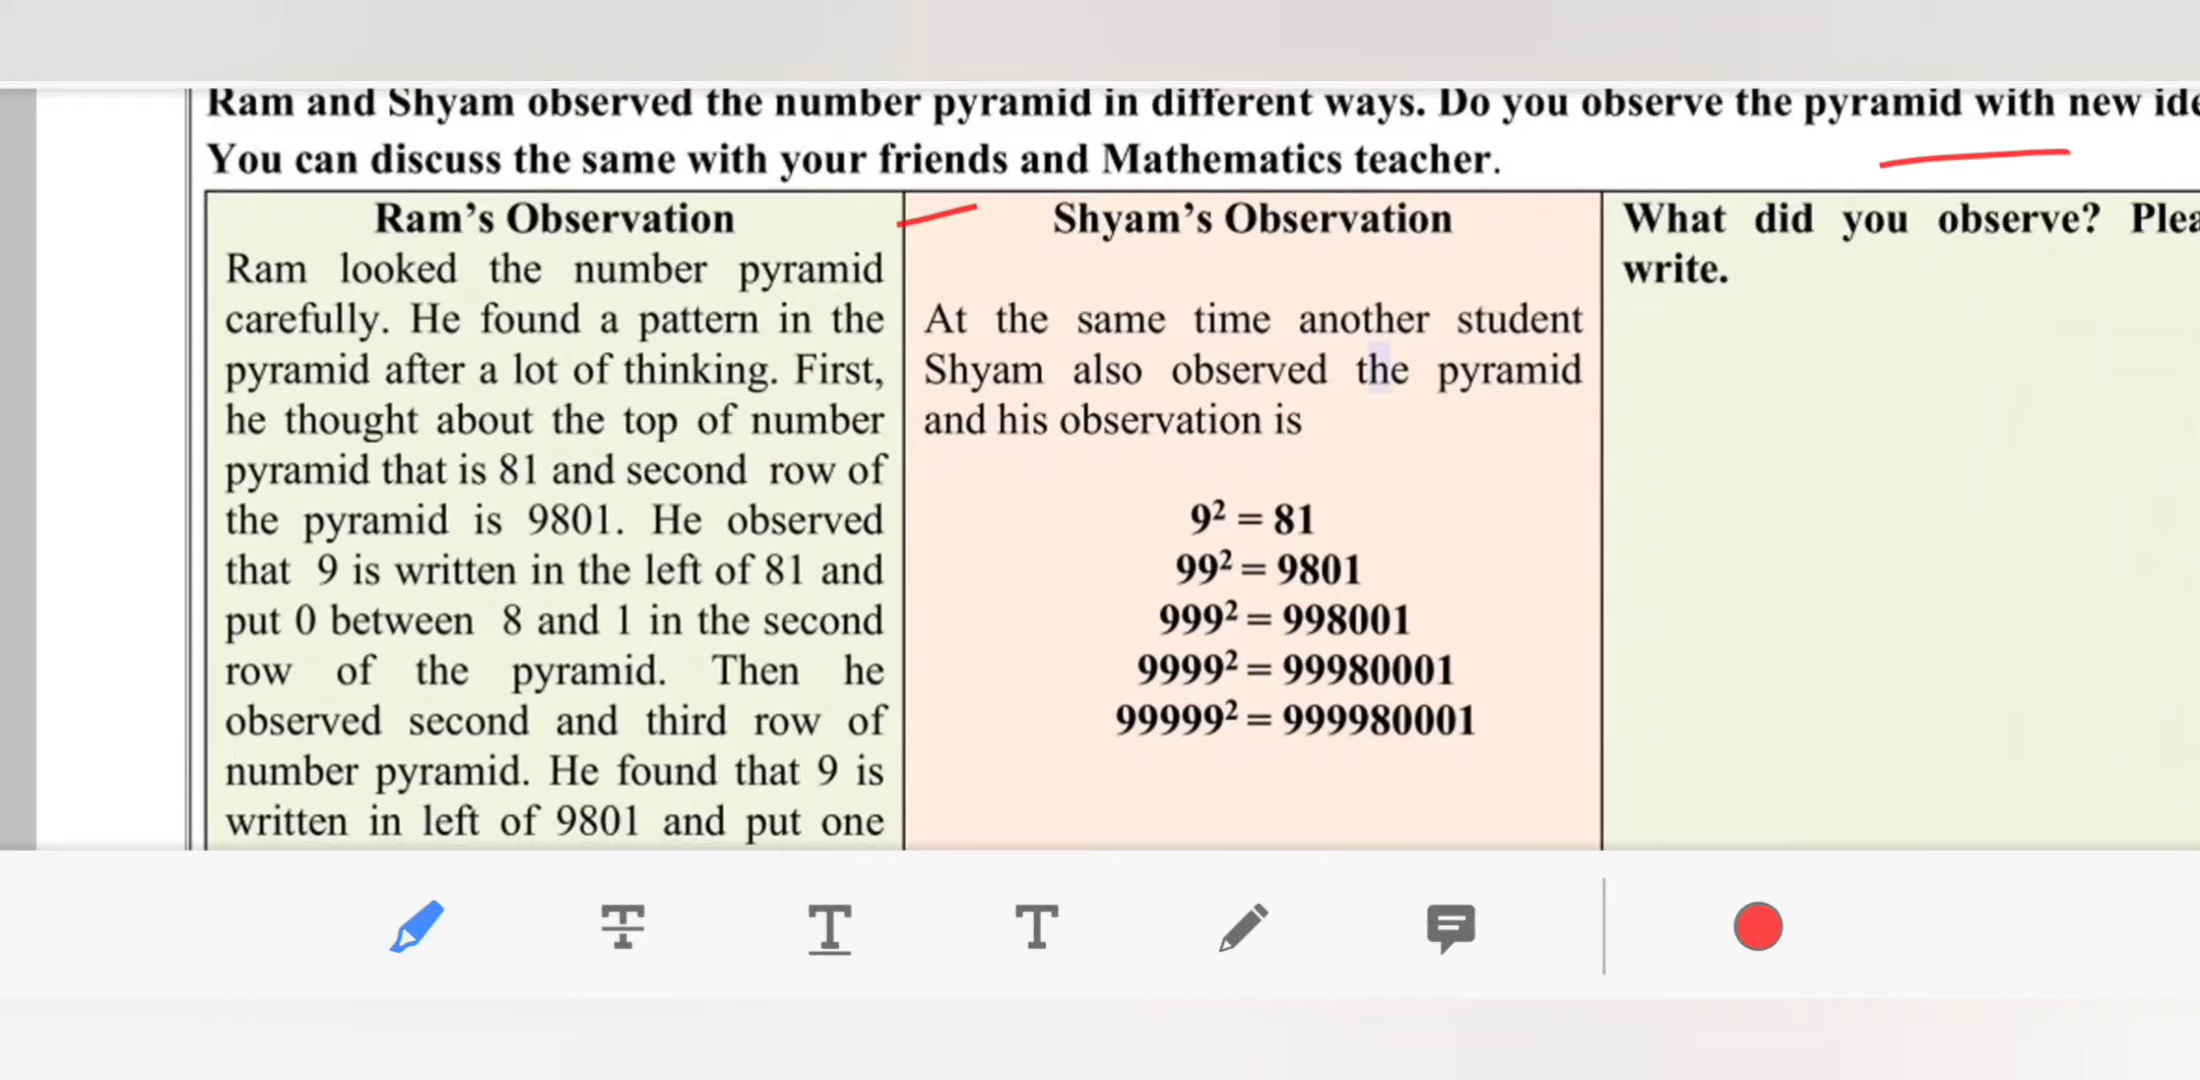 Ram and Shyam observed the number pyramid in different ways. Do you observe the pyramid with new ide
You can discuss the same with your friends and Mathematics teacher.
Ram's Observation
Ram looked the number pyramid
carefully. He found a pattern in the
pyramid after a lot of thinking. First,
he thought about the top of number
pyramid that is 81 and second row of
the pyramid is 9801. He observed
that 9 is written in the left of 81 and
put 0 between 8 and 1 in the second
row of the pyramid. Then he
observed second and third row of
number pyramid. He found that 9 is
written in left of 9801 and put one
Shyam's Observation
At the same time another student
Shyam also observed the pyramid
and his observation is
9² = 81
99² = 9801
999² = 998001
9999² = 99980001
99999² = 999980001
What did you observe? Plea
write.